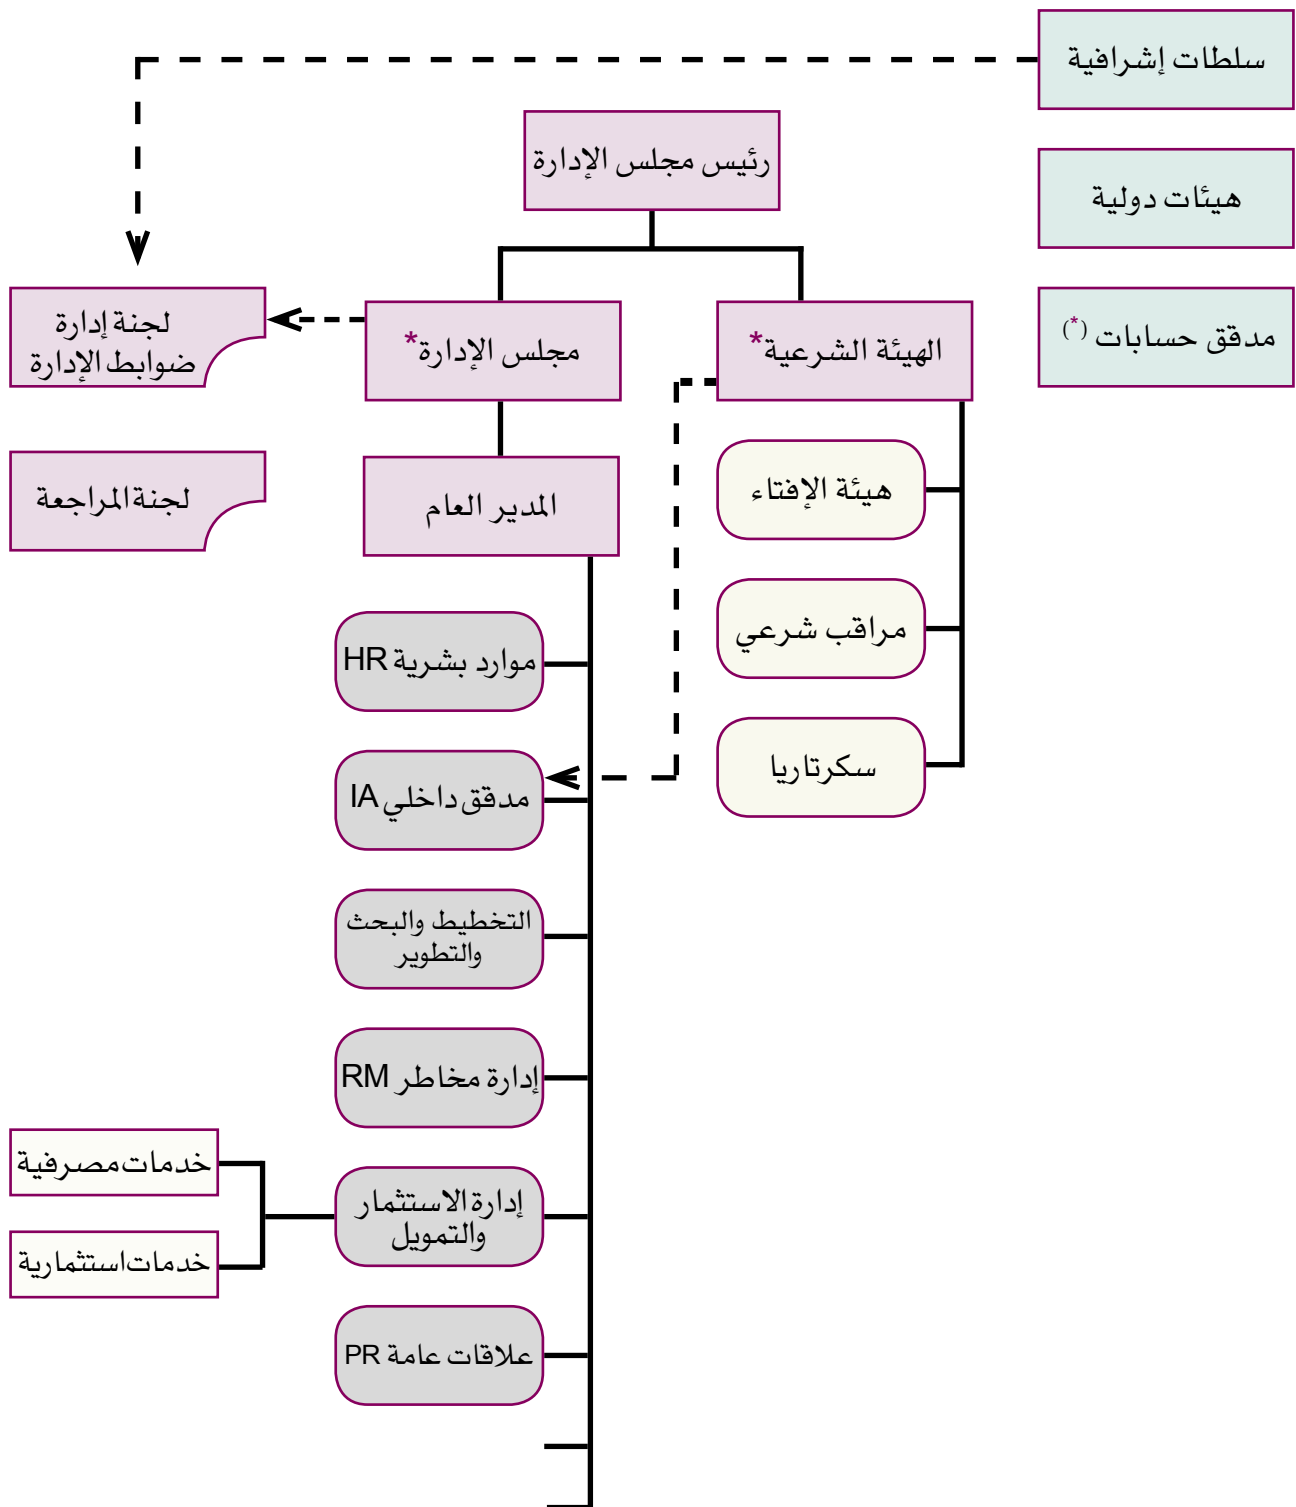 سلطات إشرافية
رئيس مجلس الإدارة
هيئات دولية
مدقق حسابات (*)
الهيئة الشرعية*
مجلس الإدارة*
لجنة إدارة
ضوابط الإدارة
هيئة الإفتاء
المدير العام
لجنة المراجعة
مراقب شرعي
موارد بشرية HR
سكرتاريا
مدقق داخلي IA
التخطيط والبحث
والتطوير
إدارة مخاطر RM
إدارة الاستثمار
والتمويل
خدمات مصرفية
خدمات استثمارية
علاقات عامة PR